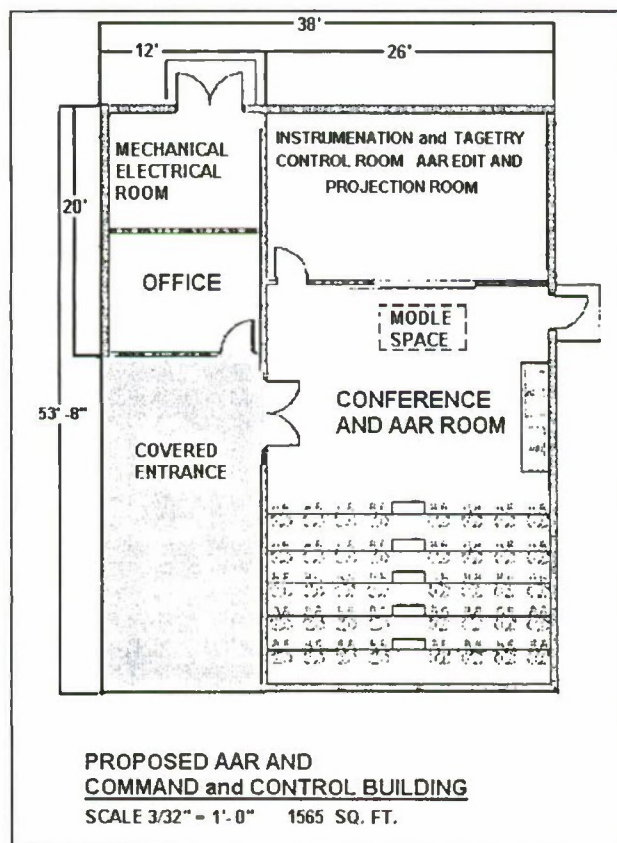 38'
12'
26'
MECHANICAL
ELECTRICAL
ROOM
INSTRUMENATION and TAGETRY
CONTROL ROOM AAR EDIT AND
PROJECTION ROOM
20'
OFFICE
MODLE
SPACE
53'-8"
CONFERENCE
AND AAR ROOM
COVERED
ENTRANCE
PROPOSED AAR AND
COMMAND and CONTROL BUILDING
SCALE 3/32" = 1'-0" 1565 SQ. FT.